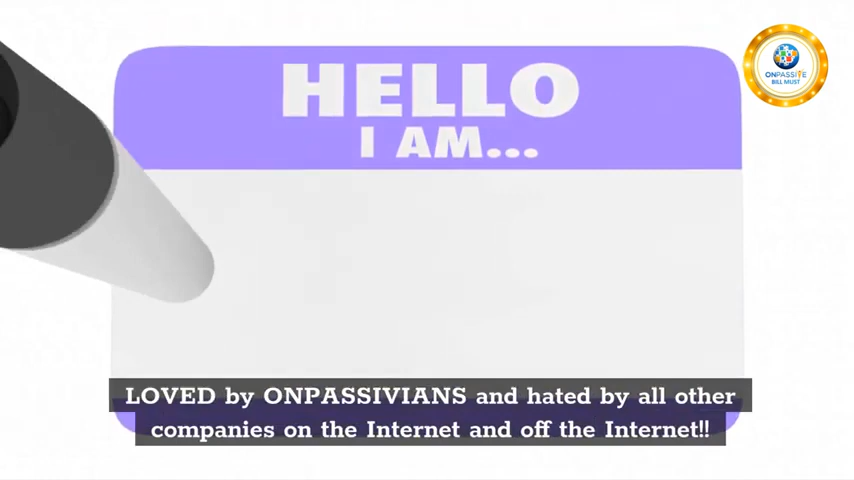 HELLO
I AM...
ONPASSIVE
BILL MUST
LOVED by ONPASSIVIANS and hated by all other
companies on the Internet and off the Internet!!